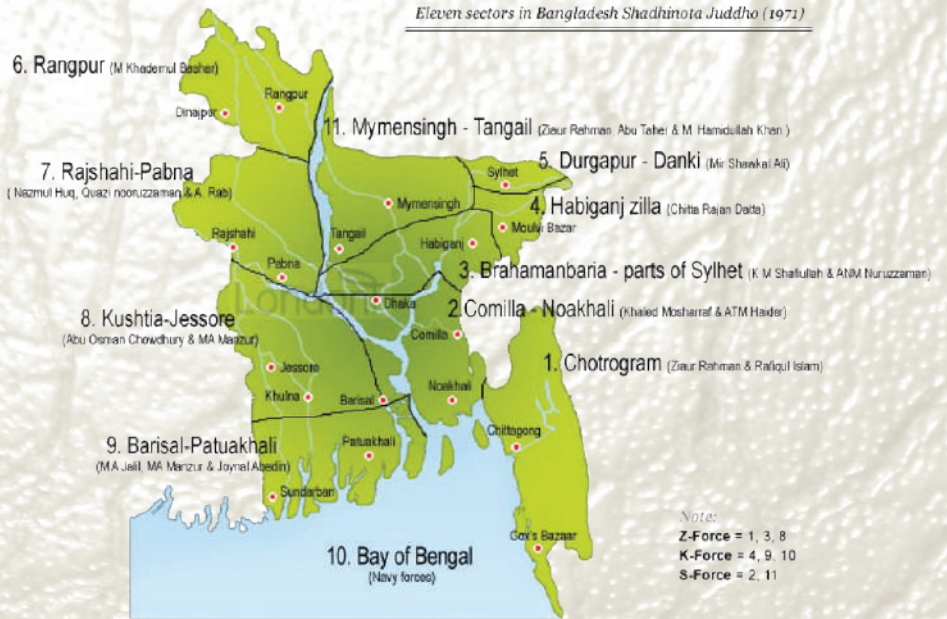 Eleven sectors in Bangladesh Shadhinota Juddho (1971)
6. Rangpur (M Khademul Bashar)
Rangpur
Dinajpur
11. Mymensingh - Tangail (Ziaur Rahman, Abu Taher & M. Hamidullah Khan )
7. Rajshahi-Pabna
( Nazmul Huq, Quazi nooruzzaman & A. Rab)
5. Durgapur - Danki (Mir Shawkat Ali)
Sylhet
Mymensingh
4. Habiganj zilla (Chitta Rajan Datta)
Moulvi Bazar
Rajshahi
Tangail
Habiganj
Pabna
3. Brahamanbaria - parts of Sylhet (K M Shafiullah & ANM Nuruzzaman)
Dhaka
2.Comilla - Noakhali (Khaled Mosharraf & ATM Haider)
8. Kushtia-Jessore
(Abu Osman Chowdhury & MA Manzur)
Comilla
1. Chotrogram (Ziaur Rahman & Rafiqul Islam)
Jessore
Khulna
Barisal
Noakhali
9. Barisal-Patuakhali
(M.A Jalil, MA Manzur & Joynal Abedin)
Patuakhali
Chittagong
Sundarban
Cox's Bazaar
10. Bay of Bengal
(Navy forces)
Note:
Z-Force = 1, 3, 8
K-Force = 4, 9, 10
S-Force = 2, 11